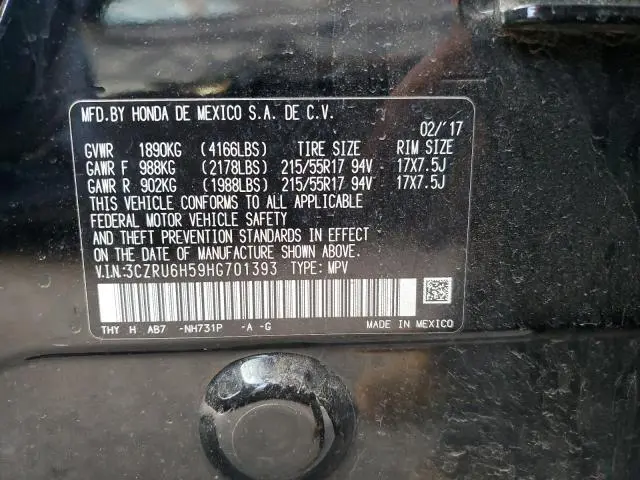 MFD.BY HONDA DE MEXICO S.A. DE C.V.
02/'17
GVWR 1890KG (4166LBS) TIRE SIZE RIM SIZE
GAWR F 988KG (2178LBS) 215/55R17 94V 17X7.5J
GAWR R 902KG (1988LBS) 215/55R17 94V 17X7.5J
THIS VEHICLE CONFORMS TO ALL APPLICABLE
FEDERAL MOTOR VEHICLE SAFETY
AND THEFT PREVENTION STANDARDS IN EFFECT
ON THE DATE OF MANUFACTURE SHOWN ABOVE.
V.I.N:3CZRU6H59HG701393 TYPE: MPV
THY H AB7 -NH731P -A -G MADE IN MEXICO